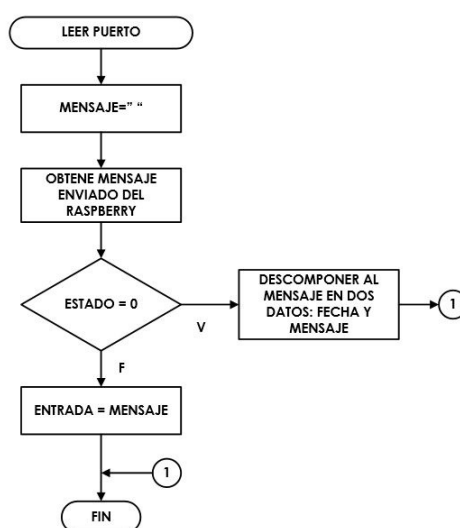 LEER PUERTO
MENSAJE=” “
OBTENE MENSAJE
ENVIADO DEL
RASPBERRY
ESTADO = 0
V
DESCOMPONER AL
MENSAJE EN DOS
DATOS: FECHA Y
MENSAJE
1
F
ENTRADA = MENSAJE
1
FIN